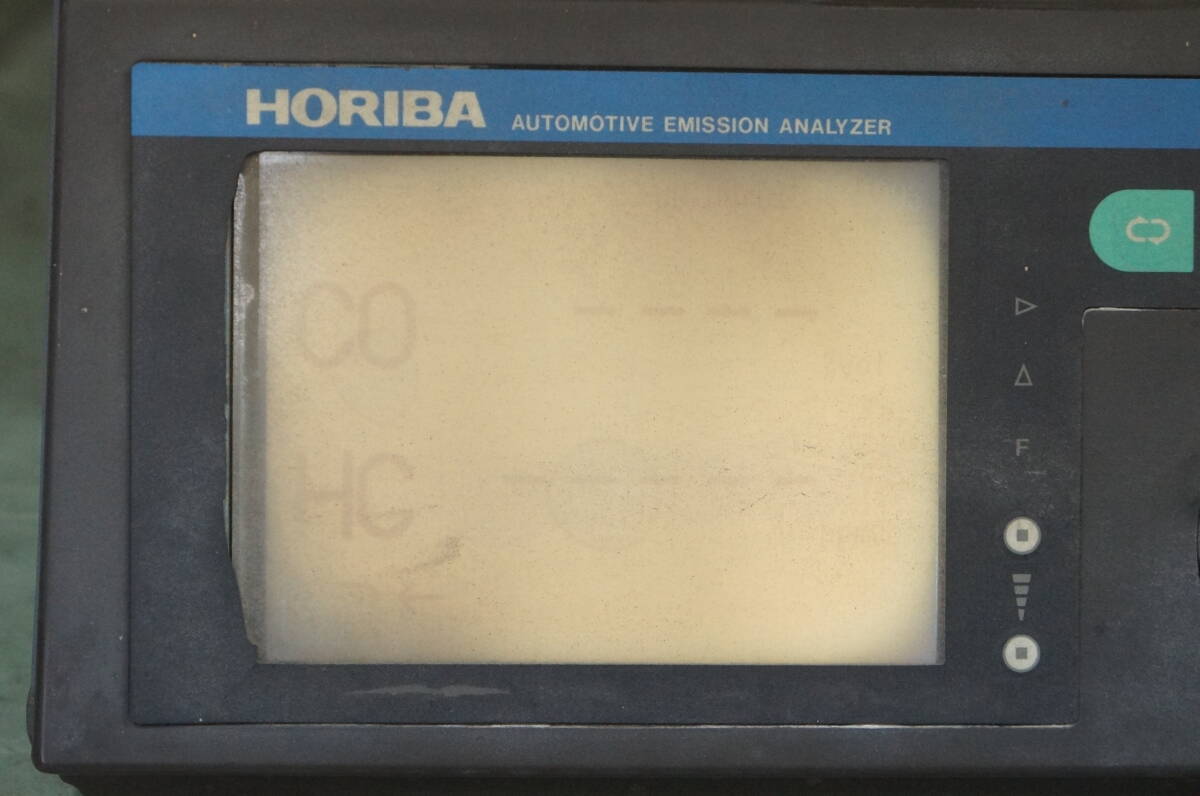 HORIBA
AUTOMOTIVE EMISSION ANALYZER
CO - - - -
HC - - - - -
F